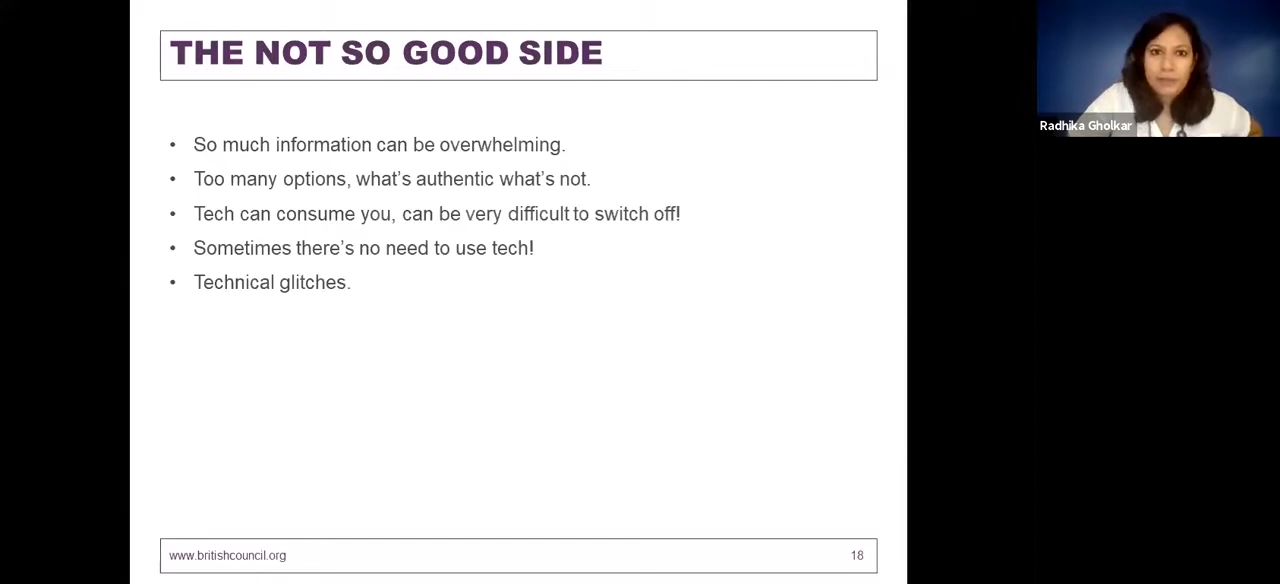 THE NOT SO GOOD SIDE
Radhika Gholkar
• So much information can be overwhelming.
• Too many options, what's authentic what's not.
• Tech can consume you, can be very difficult to switch off!
• Sometimes there's no need to use tech!
• Technical glitches.
www.britishcouncil.org
18